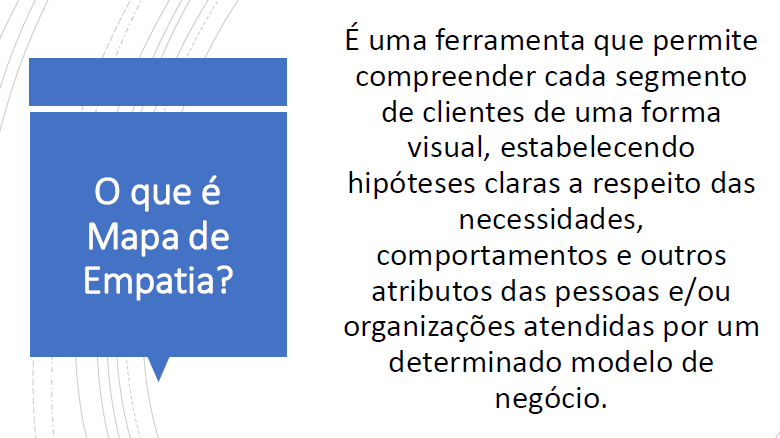 O que é
Mapa de
Empatia?
É uma ferramenta que permite
compreender cada segmento
de clientes de uma forma
visual, estabelecendo
hipóteses claras a respeito das
necessidades,
comportamentos e outros
atributos das pessoas e/ou
organizações atendidas por um
determinado modelo de
negócio.